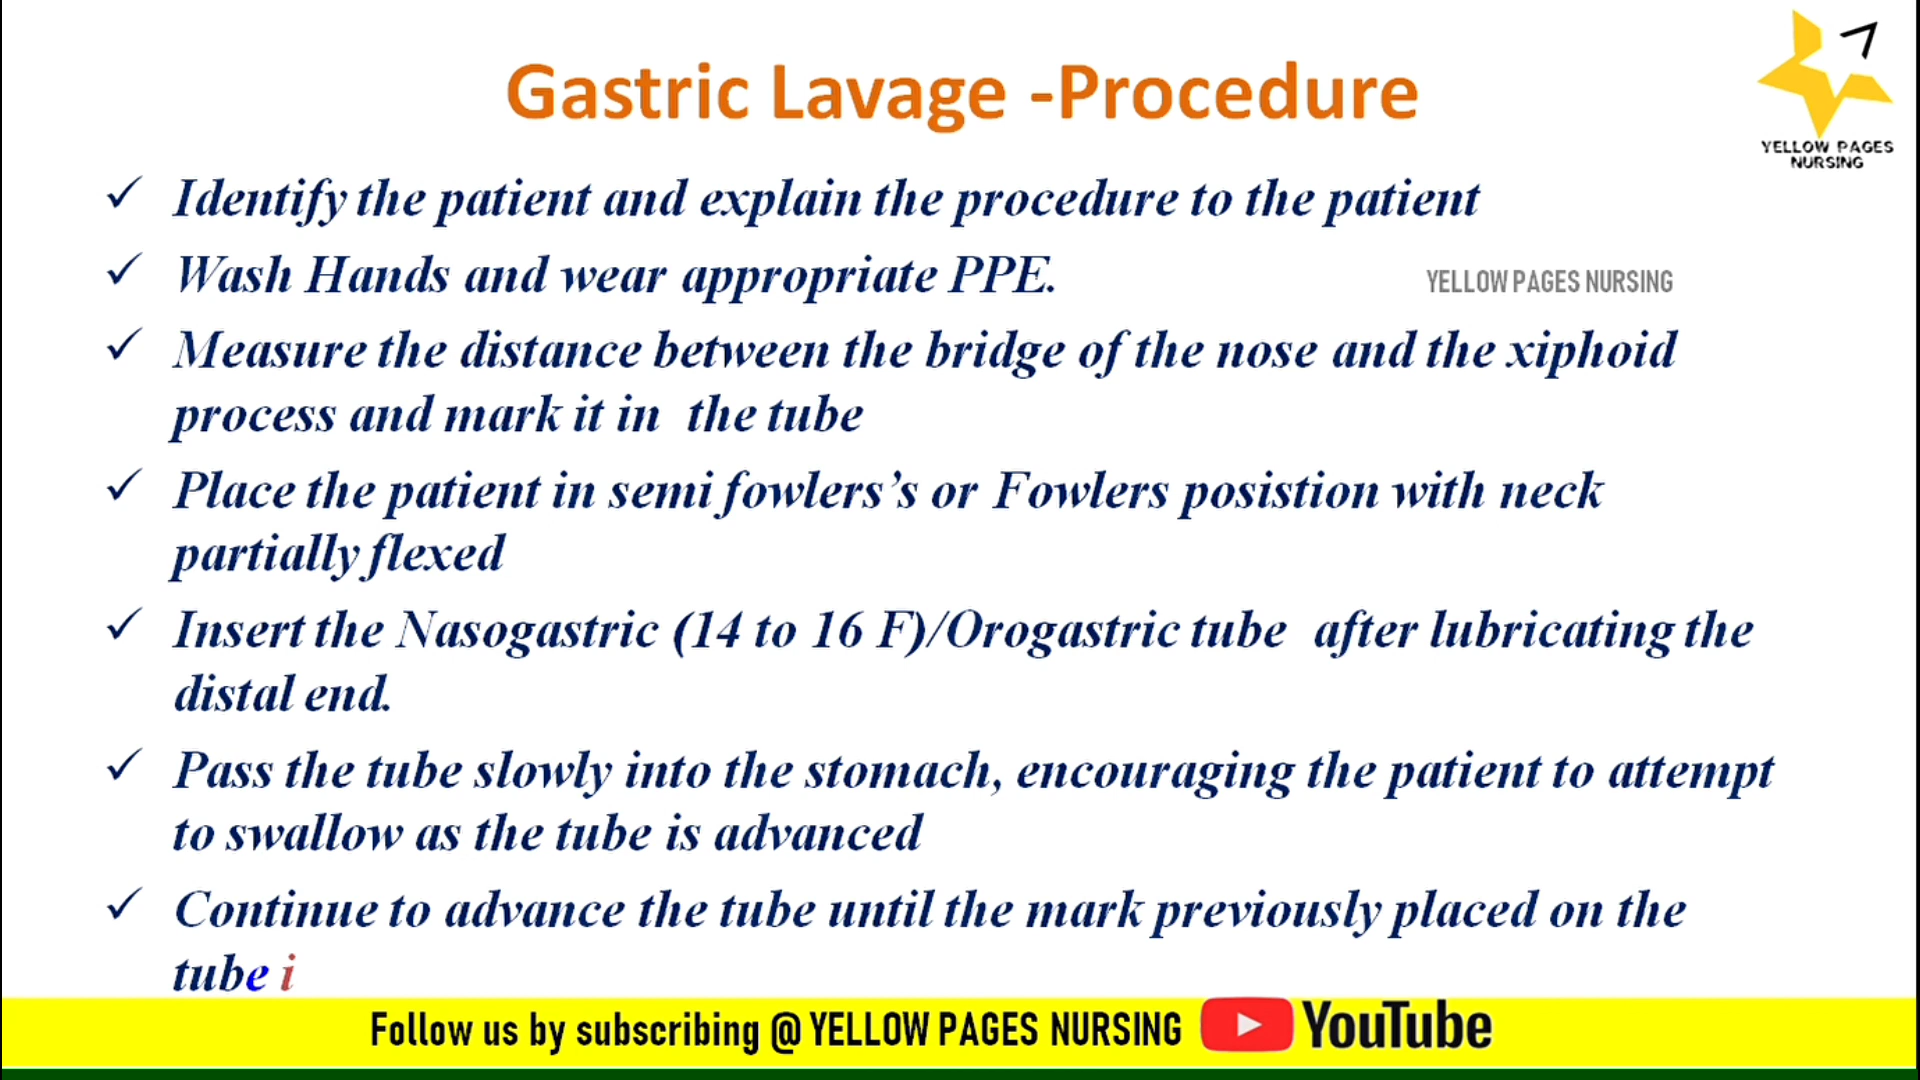 Gastric Lavage -Procedure
YELLOW PAGES
NURSING
✓ Identify the patient and explain the procedure to the patient
✓ Wash Hands and wear appropriate PPE.
YELLOW PAGES NURSING
✓ Measure the distance between the bridge of the nose and the xiphoid
process and mark it in the tube
✓ Place the patient in semi fowlers's or Fowlers posistion with neck
partially flexed
✓ Insert the Nasogastric (14 to 16 F)/Orogastric tube after lubricating the
distal end.
✓ Pass the tube slowly into the stomach, encouraging the patient to attempt
to swallow as the tube is advanced
✓ Continue to advance the tube until the mark previously placed on the
tube i
Follow us by subscribing @ YELLOW PAGES NURSING YouTube